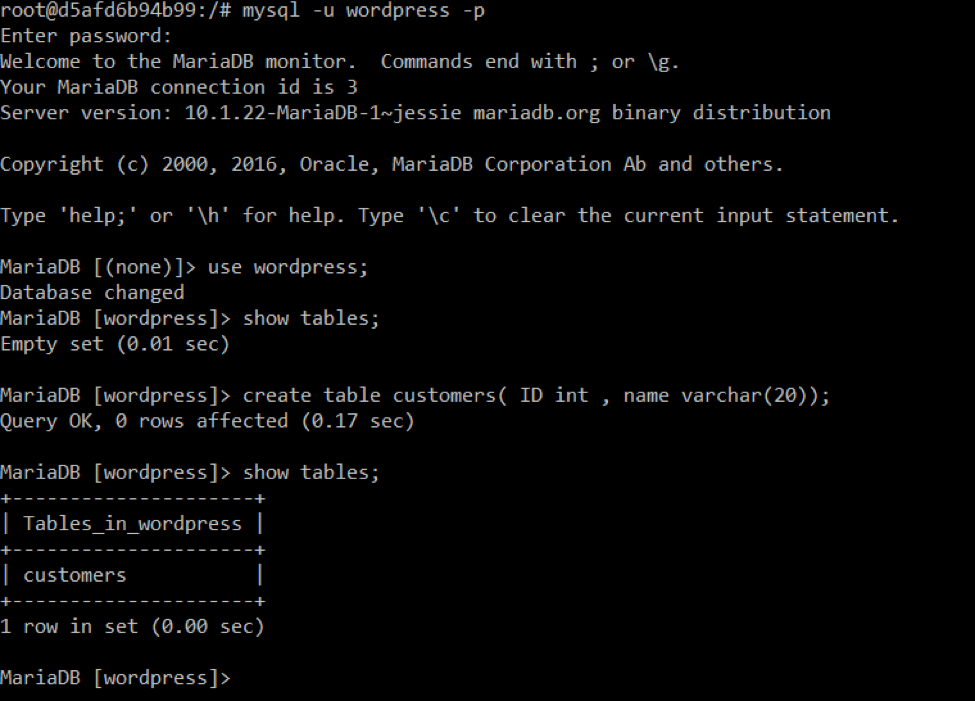 root@d5afd6b94b99:/# mysql -u wordpress -p
Enter password:
Welcome to the MariaDB monitor.  Commands end with ; or \g.
Your MariaDB connection id is 3
Server version: 10.1.22-MariaDB-1~jessie mariadb.org binary distribution

Copyright (c) 2000, 2016, Oracle, MariaDB Corporation Ab and others.

Type 'help;' or '\h' for help. Type '\c' to clear the current input statement.

MariaDB [(none)]> use wordpress;
Database changed
MariaDB [wordpress]> show tables;
Empty set (0.01 sec)

MariaDB [wordpress]> create table customers( ID int , name varchar(20));
Query OK, 0 rows affected (0.17 sec)

MariaDB [wordpress]> show tables;
+---------------------+
| Tables_in_wordpress |
+---------------------+
| customers           |
+---------------------+
1 row in set (0.00 sec)

MariaDB [wordpress]>